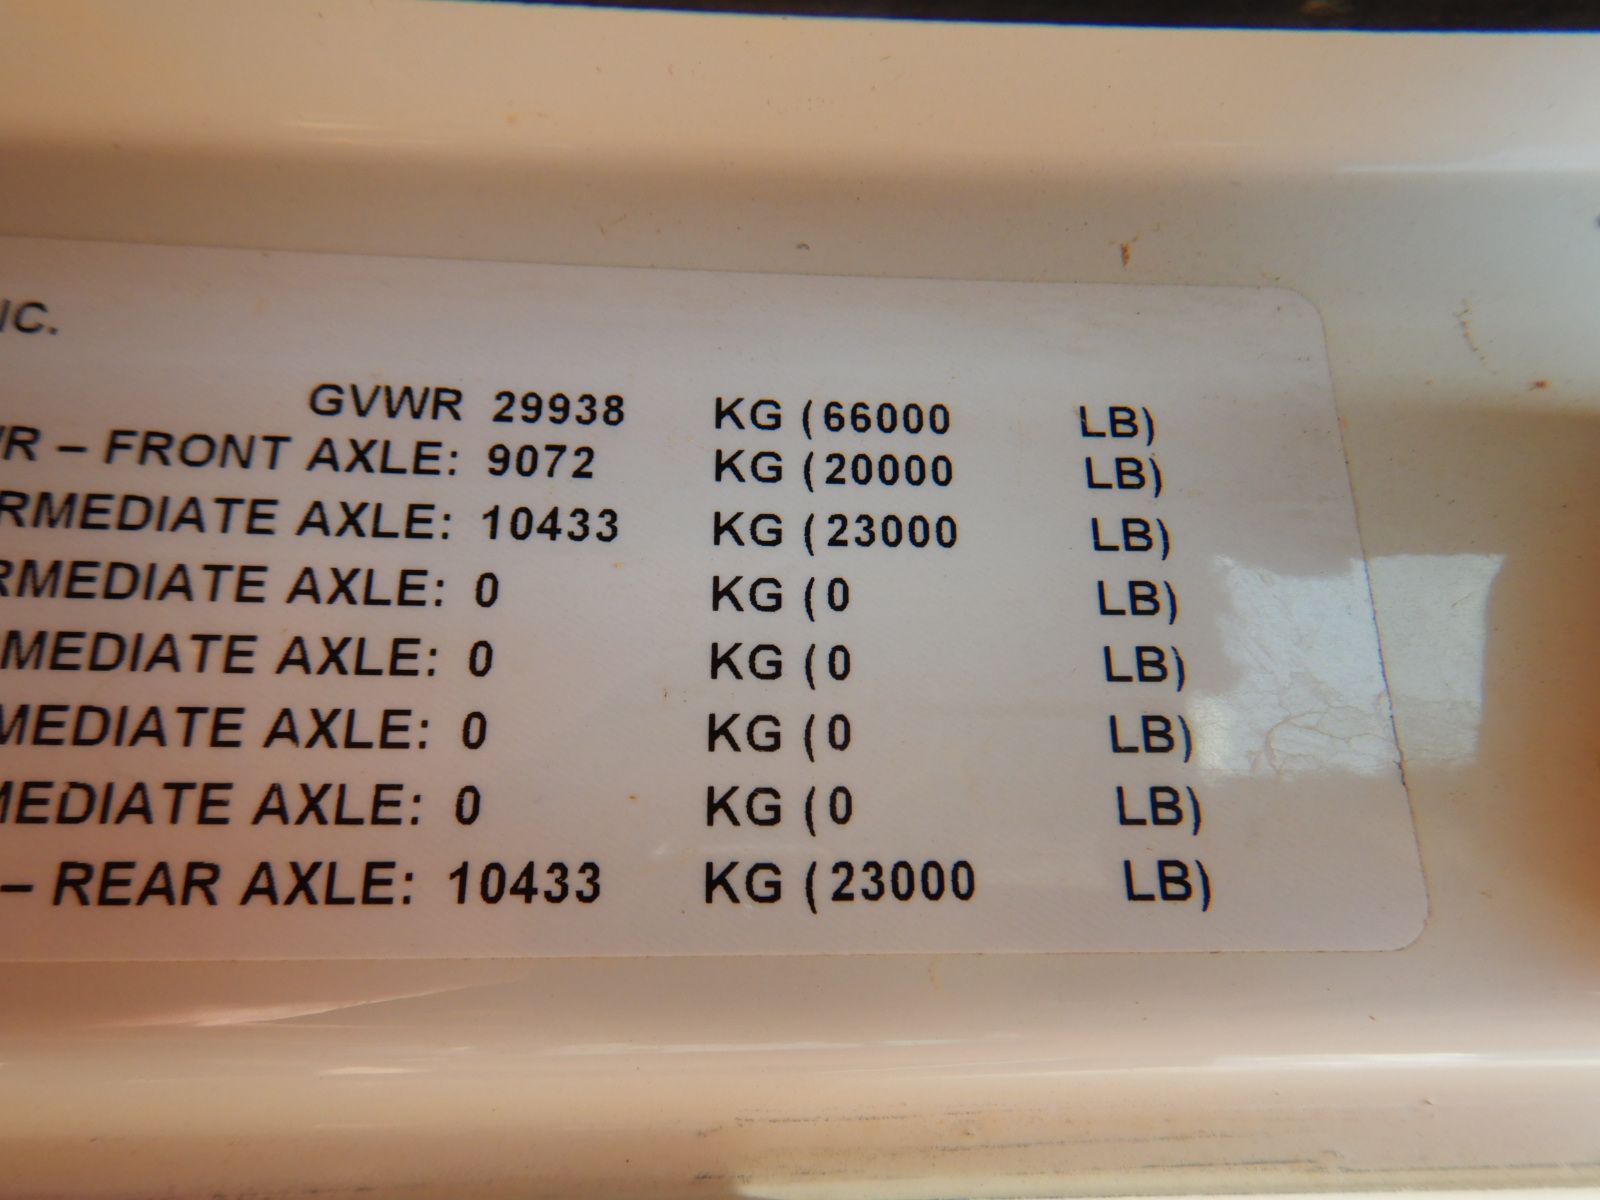 NC.
GVWR 29938 KG (66000 LB)
WR – FRONT AXLE: 9072 KG (20000 LB)
RMEDIATE AXLE: 10433 KG (23000 LB)
RMEDIATE AXLE: 0 KG (0 LB)
MEDIATE AXLE: 0 KG (0 LB)
MEDIATE AXLE: 0 KG (0 LB)
MEDIATE AXLE: 0 KG (0 LB)
– REAR AXLE: 10433 KG (23000 LB)